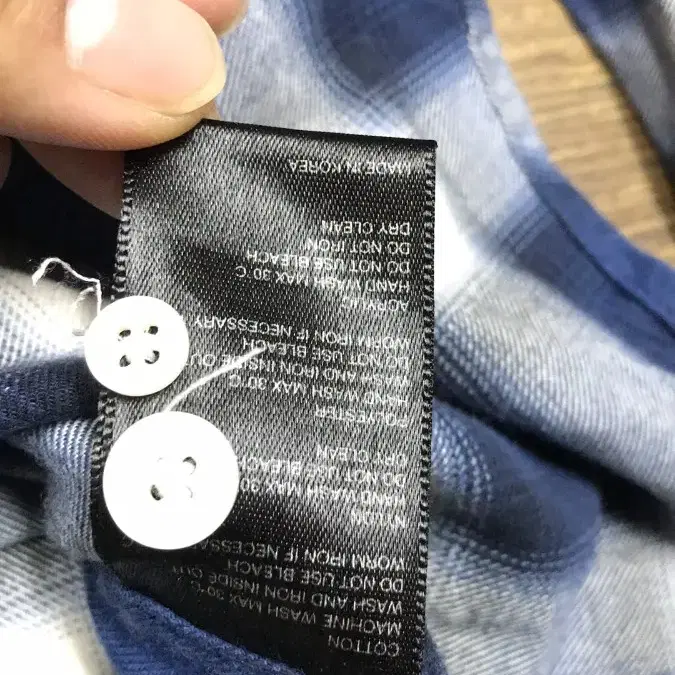 COTTON
MACHINE WASH MAX 30°C
WASH AND IRON INSIDE OUT
DO NOT USE BLEACH
WORM IRON IF NECESSARY
NYLON
HAND WASH MAX 30
DO NOT USE BLEACH
DRY CLEAN
POLYESTER
HAND WASH MAX 30°C
WASH AND IRON INSIDE OU
DO NOT USE BLEACH
WORM IRON IF NECESSARY
ACRYLIC
HAND WASH MAX 30°C
DO NOT USE BLEACH
DO NOT IRON
DRY CLEAN
MADE IN KOREA